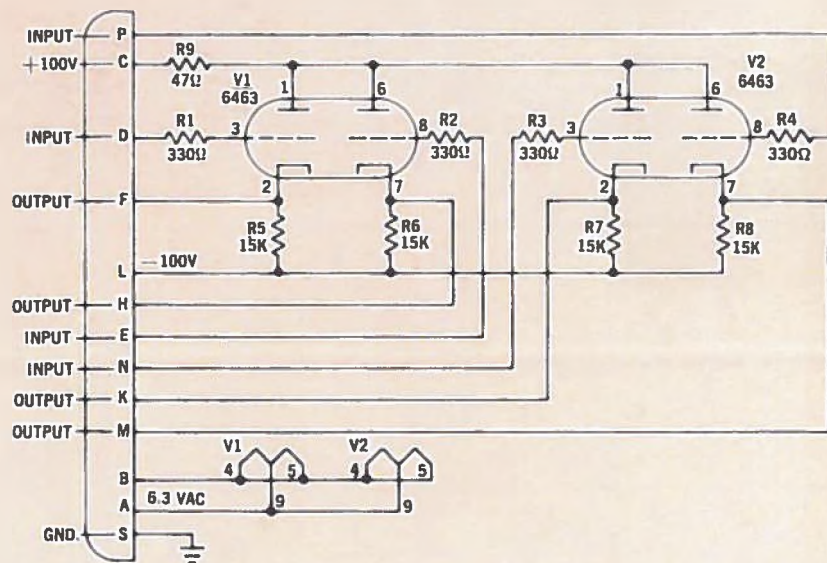 INPUT P
+100V C
R9
47Ω
V1
6463
V2
6463
1 6 1 6
INPUT D
R1
330Ω
3
8
R2
330Ω
R3
330Ω
3
8
R4
330Ω
OUTPUT F
2 7 2 7
R5
15K
R6
15K
R7
15K
R8
15K
L -100V
OUTPUT H
INPUT E
INPUT N
OUTPUT K
OUTPUT M
V1 V2
B 4 5 4 5
A 6.3 VAC 9 9
GND. S